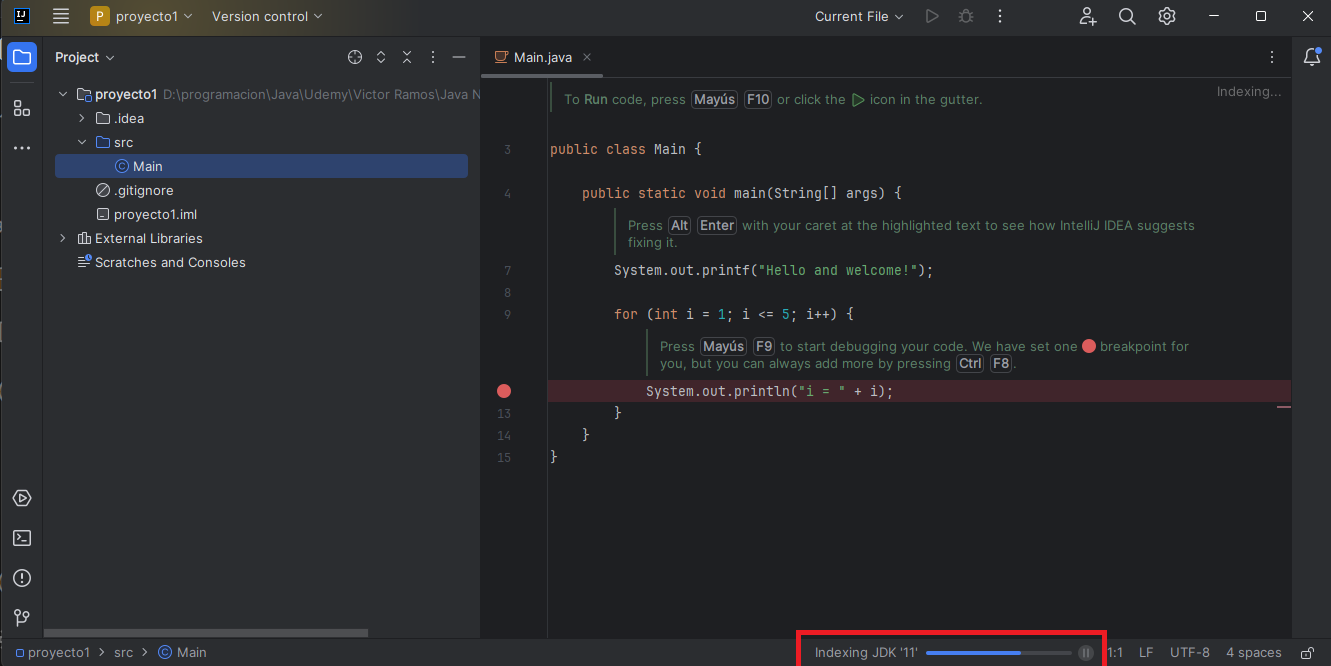 IJ
P proyecto1 Version control Current File
Project
Main.java
proyecto1 D:\programacion\Java\Udemy\Victor Ramos\Java N
.idea
src
Main
.gitignore
proyecto1.iml
External Libraries
Scratches and Consoles
To Run code, press Mayús F10 or click the icon in the gutter.
Indexing...
3 public class Main {
4 public static void main(String[] args) {
Press Alt Enter with your caret at the highlighted text to see how IntelliJ IDEA suggests
fixing it.
7 System.out.printf("Hello and welcome!");
8
9 for (int i = 1; i <= 5; i++) {
Press Mayús F9 to start debugging your code. We have set one breakpoint for
you, but you can always add more by pressing Ctrl F8.
System.out.println("i = " + i);
13 }
14 }
15 }
proyecto1 > src > Main Indexing JDK '11' 1:1 LF UTF-8 4 spaces